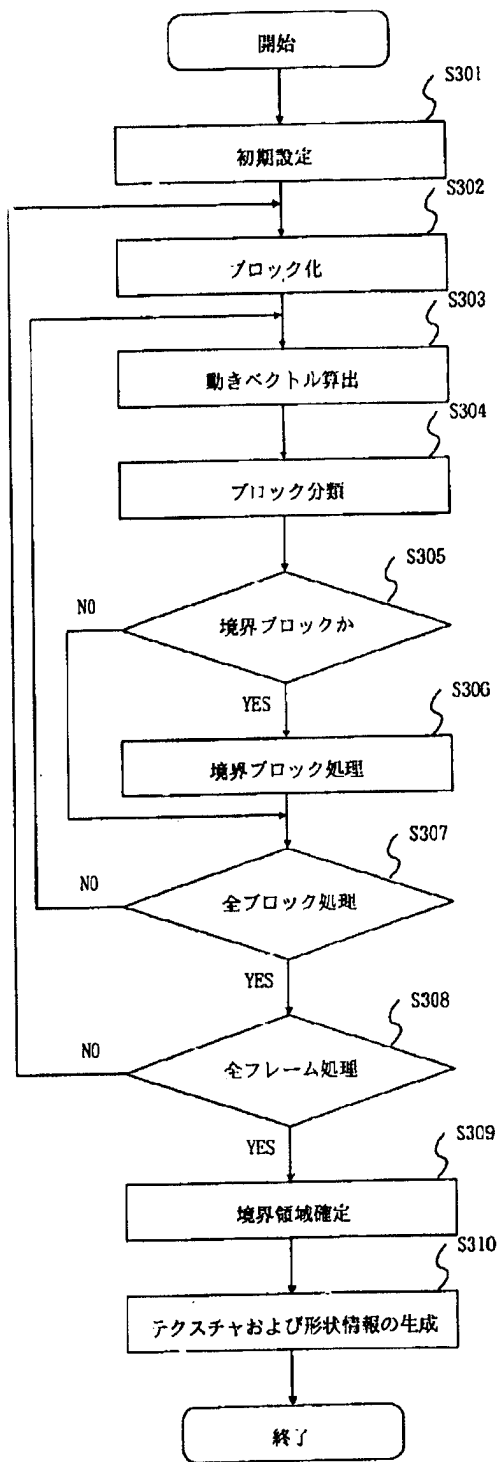 開始
S301
初期設定
S302
ブロック化
S303
動きベクトル算出
S304
ブロック分類
S305
境界ブロックか
NO
YES
S306
境界ブロック処理
S307
全ブロック処理
NO
YES
S308
全フレーム処理
NO
YES
S309
境界領域確定
S310
テクスチャおよび形状情報の生成
終了